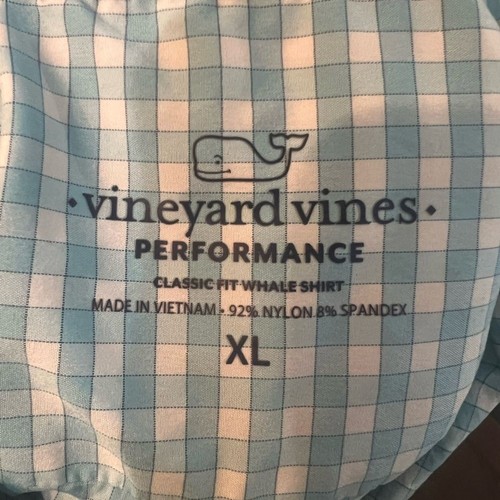 •vineyard vines•
PERFORMANCE
CLASSIC FIT WHALE SHIRT
MADE IN VIETNAM • 92% NYLON 8% SPANDEX
XL